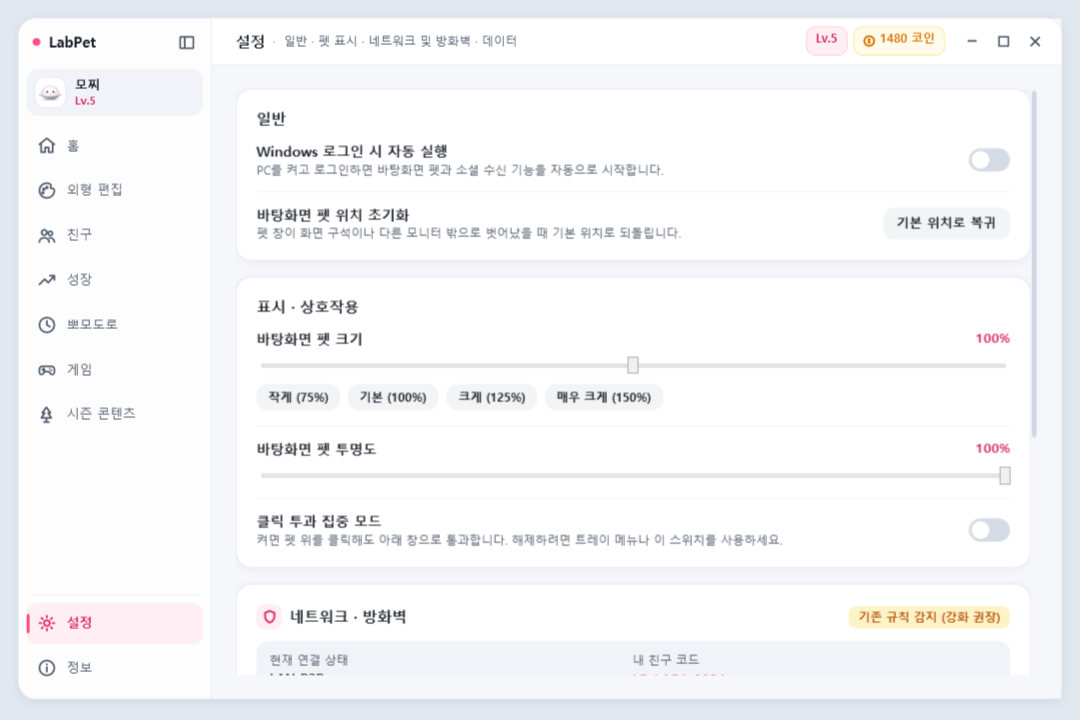 LabPet
모찌
Lv.5
홈
외형 편집
친구
성장
뽀모도로
게임
시즌 콘텐츠
설정
정보
설정 · 일반 · 펫 표시 · 네트워크 및 방화벽 · 데이터
Lv.5
1480 코인
일반
Windows 로그인 시 자동 실행
PC를 켜고 로그인하면 바탕화면 펫과 소셜 수신 기능을 자동으로 시작합니다.
바탕화면 펫 위치 초기화
펫 창이 화면 구석이나 다른 모니터 밖으로 벗어났을 때 기본 위치로 되돌립니다.
기본 위치로 복귀
표시 · 상호작용
바탕화면 펫 크기
100%
작게 (75%)
기본 (100%)
크게 (125%)
매우 크게 (150%)
바탕화면 펫 투명도
100%
클릭 투과 집중 모드
켜면 펫 위를 클릭해도 아래 창으로 통과합니다. 해제하려면 트레이 메뉴나 이 스위치를 사용하세요.
네트워크 · 방화벽
기존 규칙 감지 (강화 권장)
현재 연결 상태
내 친구 코드